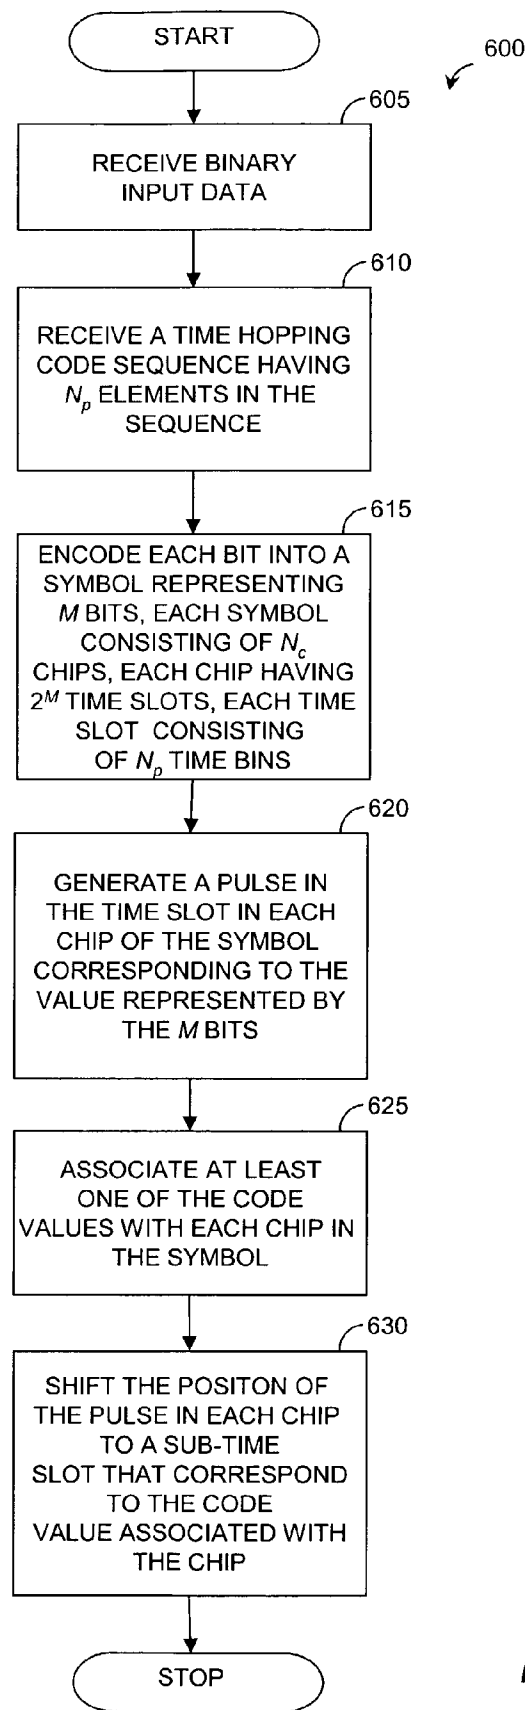 START
600
605
RECEIVE BINARY
INPUT DATA
610
RECEIVE A TIME HOPPING
CODE SEQUENCE HAVING
N_p ELEMENTS IN THE
SEQUENCE
615
ENCODE EACH BIT INTO A
SYMBOL REPRESENTING
M BITS, EACH SYMBOL
CONSISTING OF N_c
CHIPS, EACH CHIP HAVING
2^M TIME SLOTS, EACH TIME
SLOT CONSISTING
OF N_p TIME BINS
620
GENERATE A PULSE IN
THE TIME SLOT IN EACH
CHIP OF THE SYMBOL
CORRESPONDING TO THE
VALUE REPRESENTED BY
THE M BITS
625
ASSOCIATE AT LEAST
ONE OF THE CODE
VALUES WITH EACH CHIP IN
THE SYMBOL
630
SHIFT THE POSITON OF
THE PULSE IN EACH CHIP
TO A SUB-TIME
SLOT THAT CORRESPOND
TO THE CODE
VALUE ASSOCIATED WITH
THE CHIP
STOP